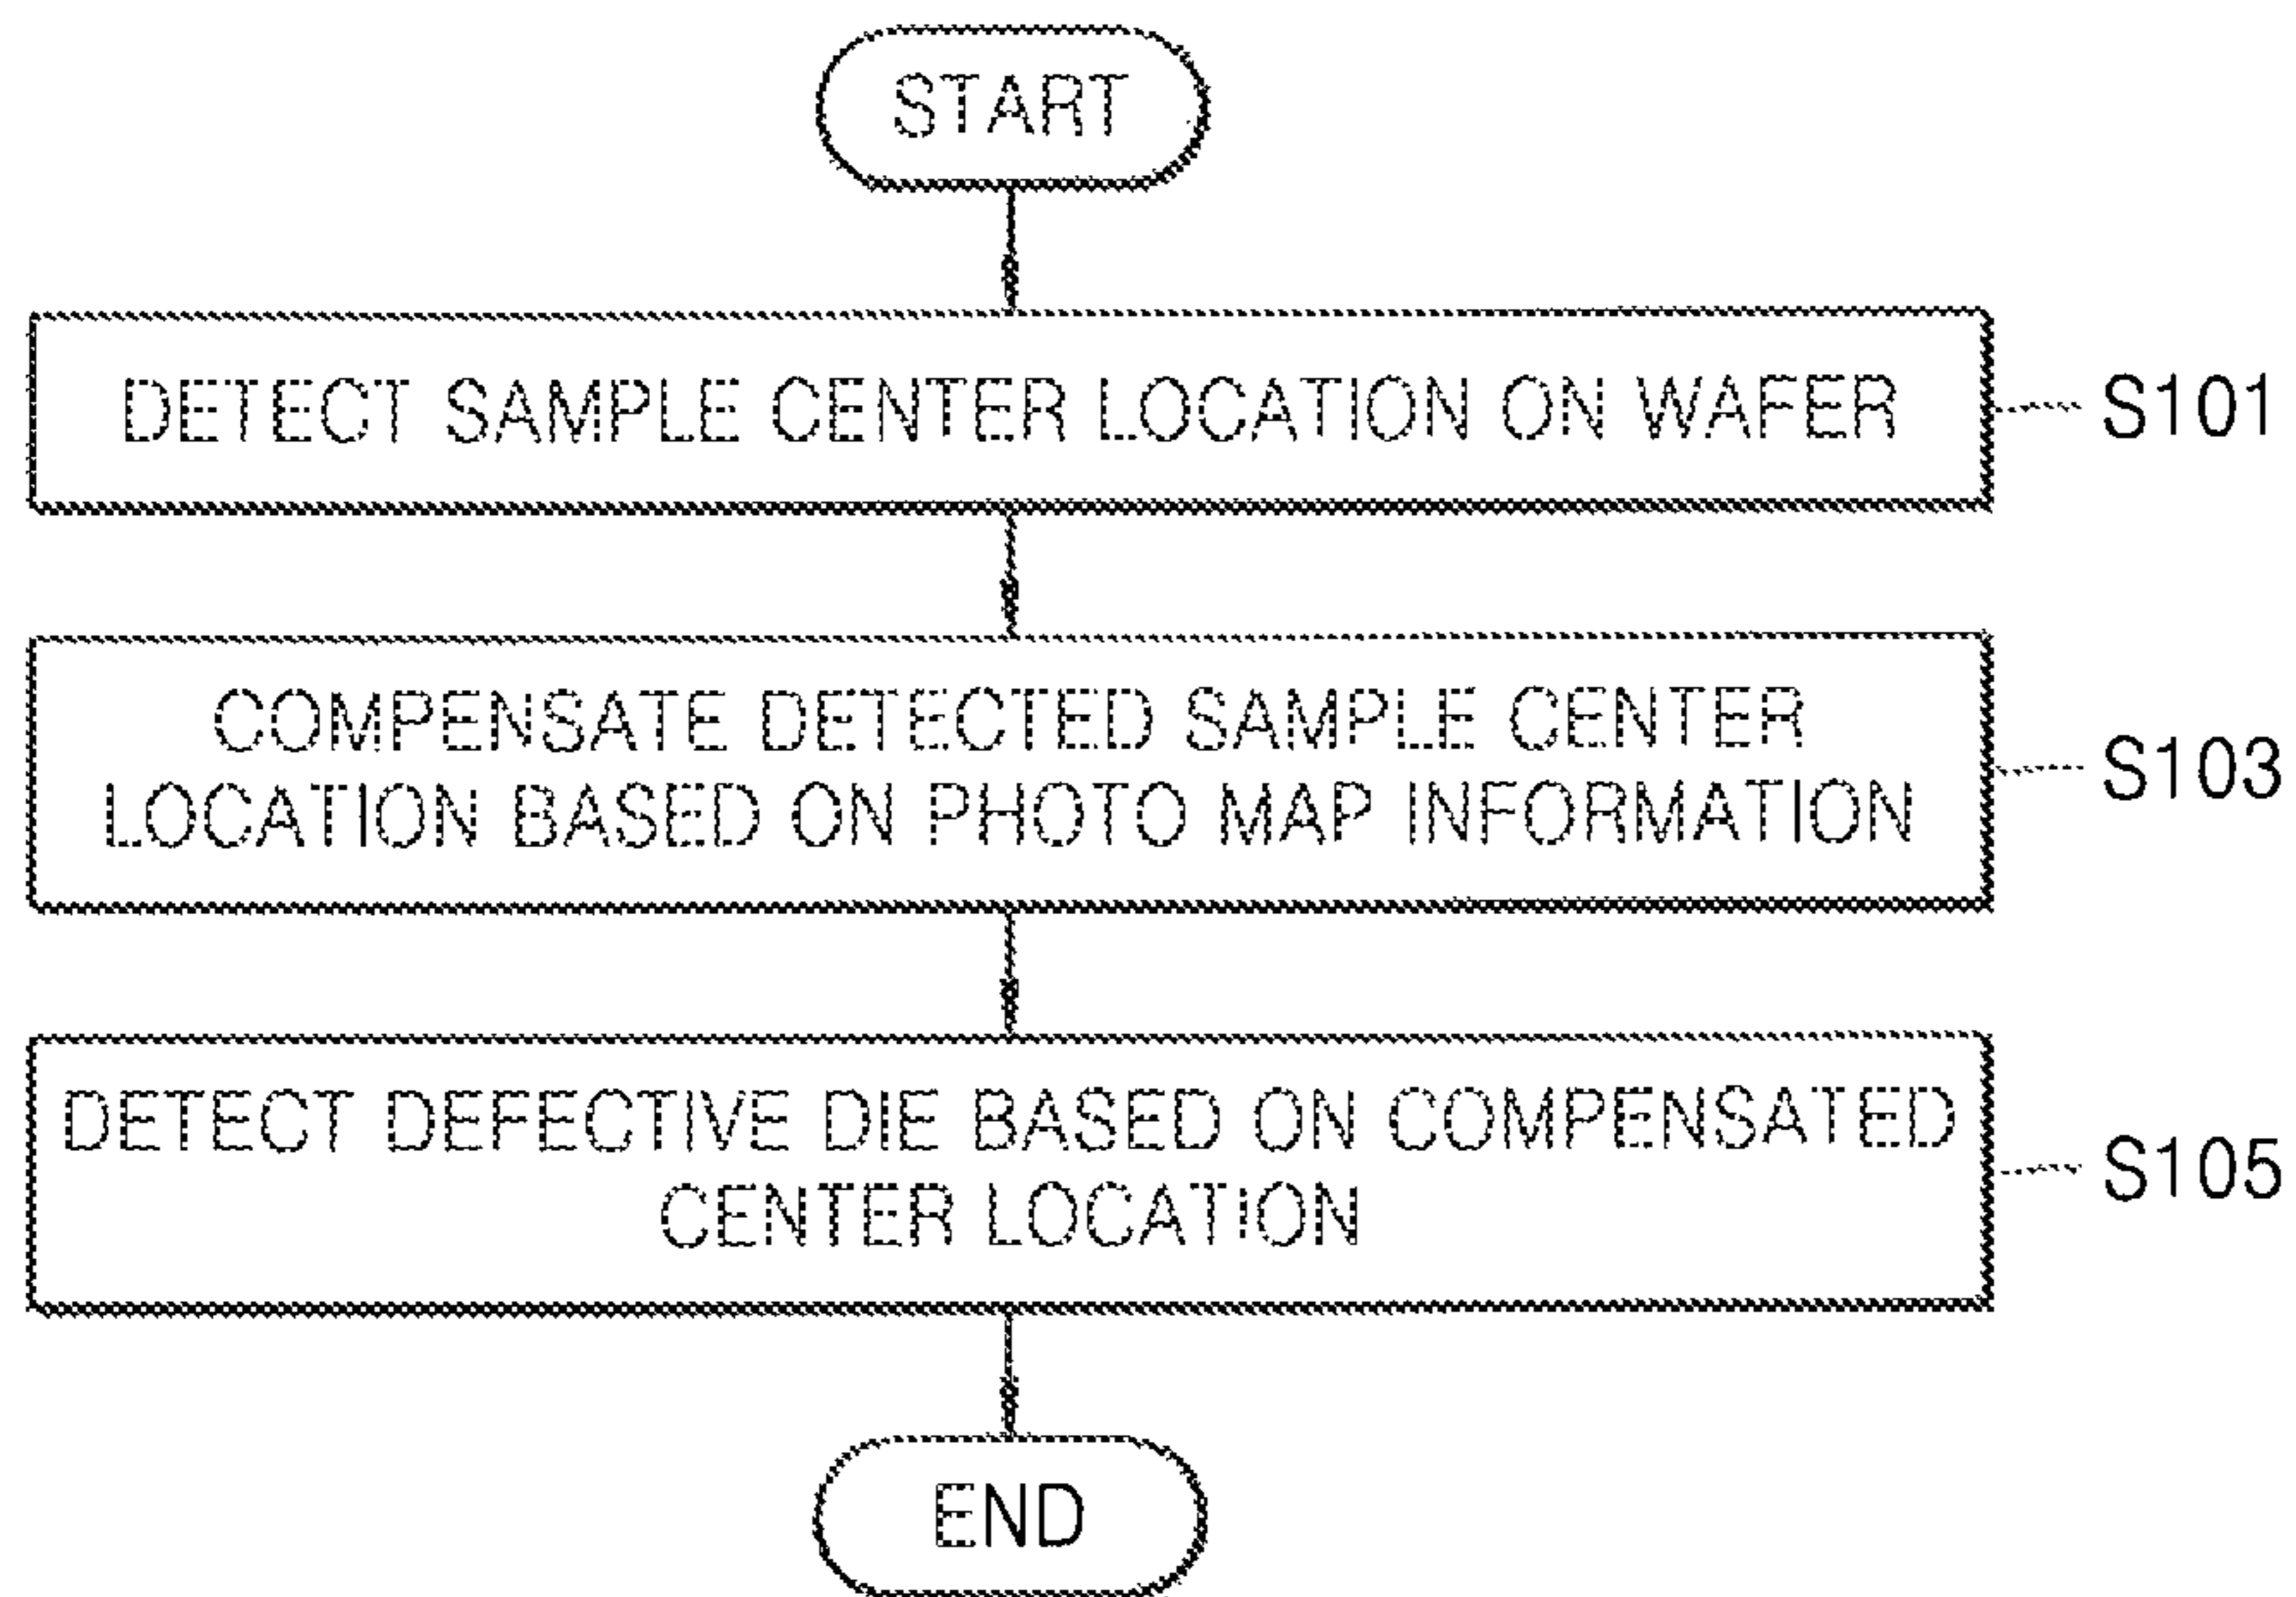 START
DETECT SAMPLE CENTER LOCATION ON WAFER
S101
COMPENSATE DETECTED SAMPLE CENTER
LOCATION BASED ON PHOTO MAP INFORMATION
S103
DETECT DEFECTIVE DIE BASED ON COMPENSATED
CENTER LOCATION
S105
END